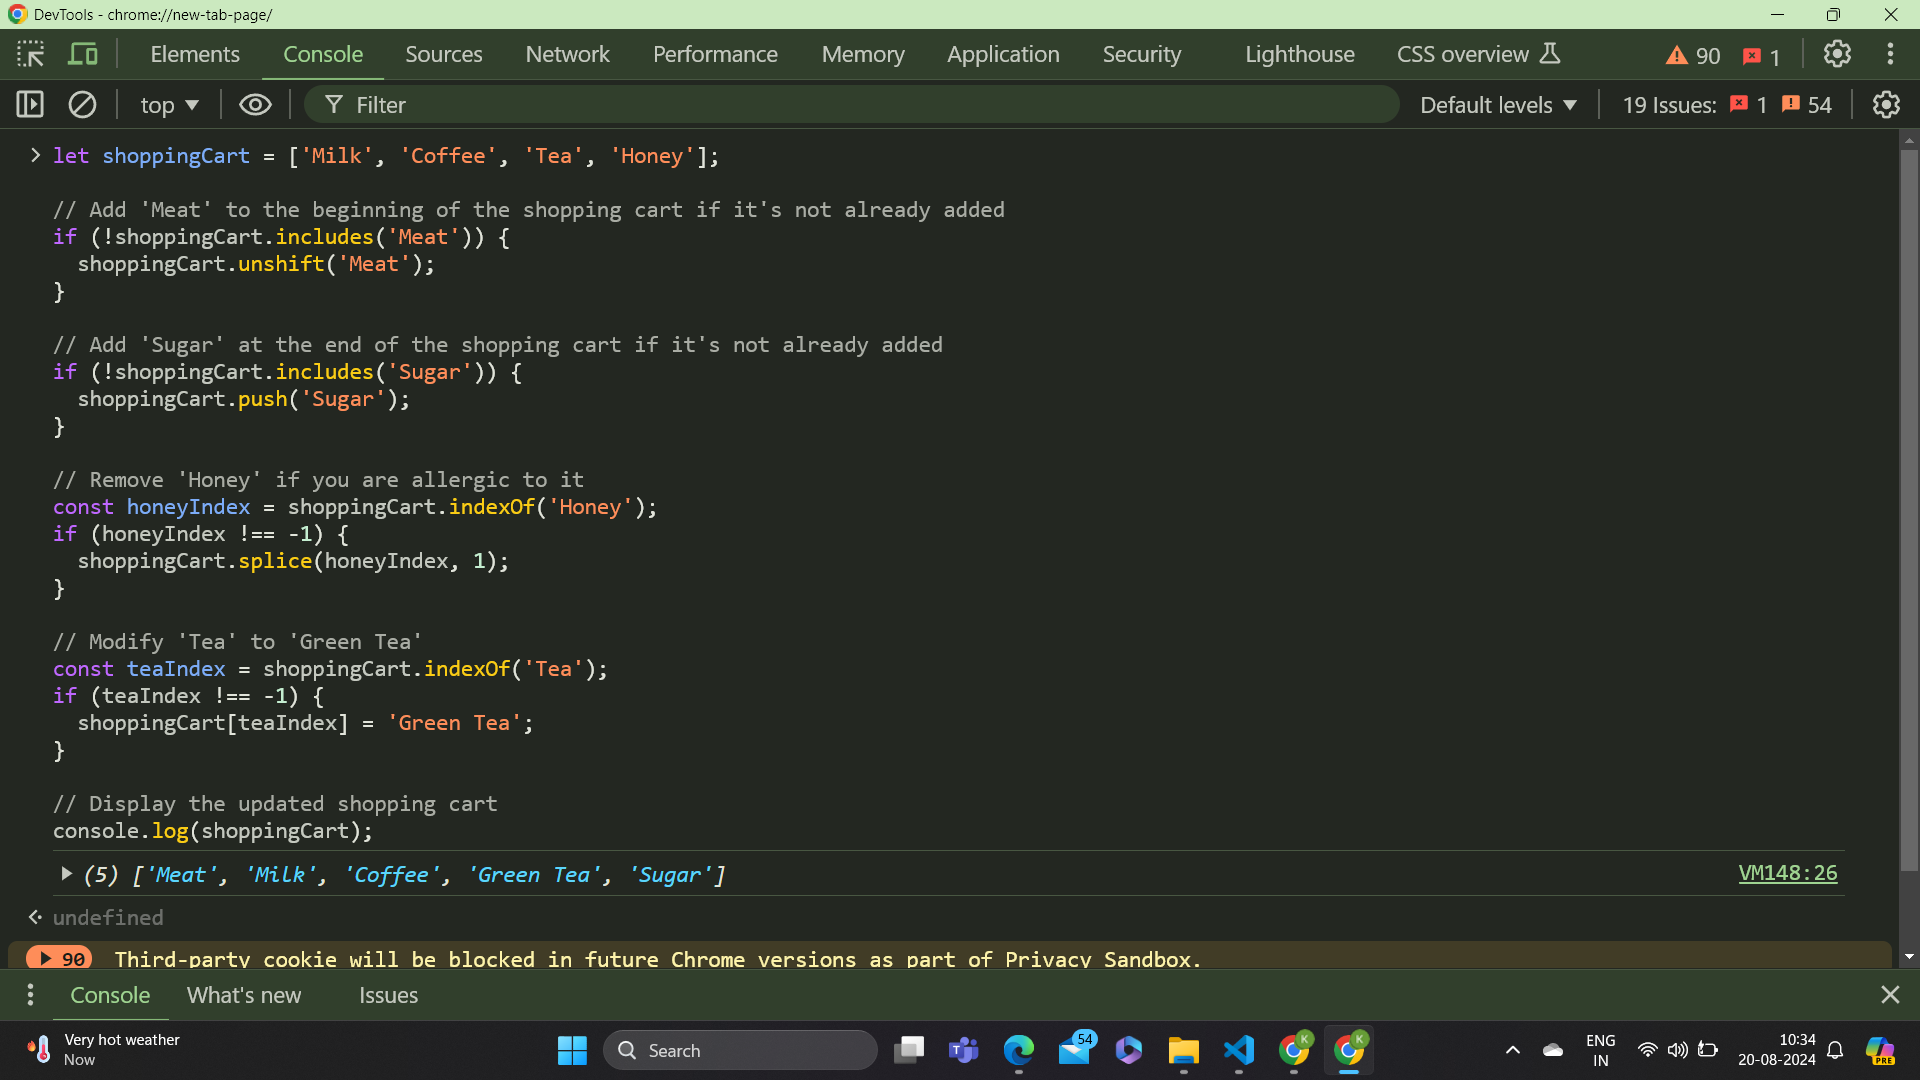 DevTools - chrome://new-tab-page/
Elements Console Sources Network Performance Memory Application Security Lighthouse CSS overview 90 1
top Filter Default levels 19 Issues: 1 54
let shoppingCart = ['Milk', 'Coffee', 'Tea', 'Honey'];
// Add 'Meat' to the beginning of the shopping cart if it's not already added
if (!shoppingCart.includes('Meat')) {
shoppingCart.unshift('Meat');
}
// Add 'Sugar' at the end of the shopping cart if it's not already added
if (!shoppingCart.includes('Sugar')) {
shoppingCart.push('Sugar');
}
// Remove 'Honey' if you are allergic to it
const honeyIndex = shoppingCart.indexOf('Honey');
if (honeyIndex !== -1) {
shoppingCart.splice(honeyIndex, 1);
}
// Modify 'Tea' to 'Green Tea'
const teaIndex = shoppingCart.indexOf('Tea');
if (teaIndex !== -1) {
shoppingCart[teaIndex] = 'Green Tea';
}
// Display the updated shopping cart
console.log(shoppingCart);
(5) ['Meat', 'Milk', 'Coffee', 'Green Tea', 'Sugar'] VM148:26
undefined
90 Third-party cookie will be blocked in future Chrome versions as part of Privacy Sandbox.
Console What's new Issues
Very hot weather
Now
Search
54
K
K
ENG
IN
10:34
20-08-2024
PRE